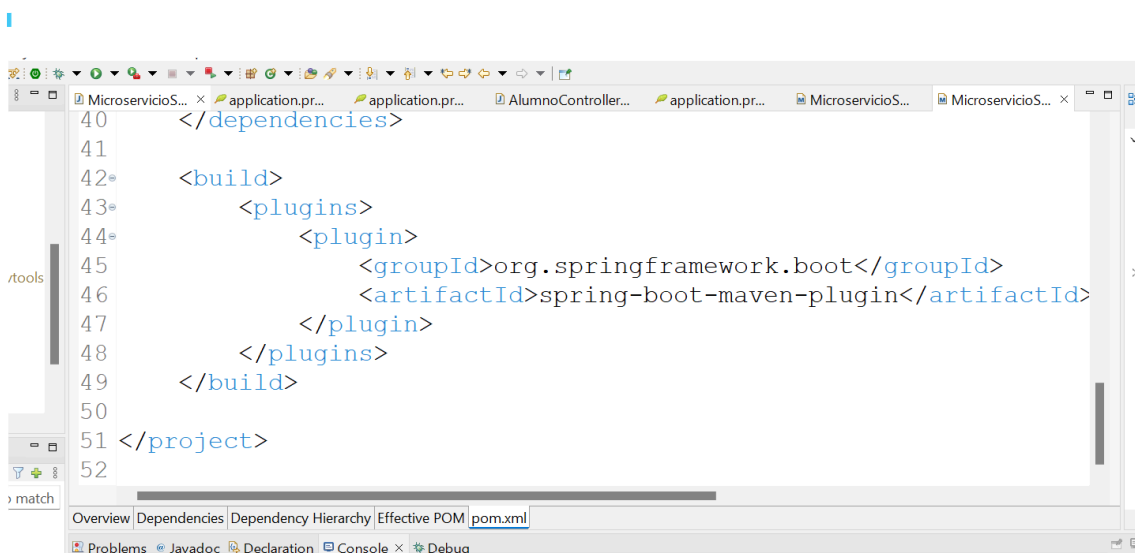 MicroservicioS... application.pr... application.pr... AlumnoController... application.pr... MicroservicioS... MicroservicioS...
40 </dependencies>
41
42 <build>
43 <plugins>
44 <plugin>
45 <groupId>org.springframework.boot</groupId>
46 <artifactId>spring-boot-maven-plugin</artifactId>
47 </plugin>
48 </plugins>
49 </build>
50
51 </project>
52
vtools
match
Overview Dependencies Dependency Hierarchy Effective POM pom.xml
Problems @ Javadoc Declaration Console Debug